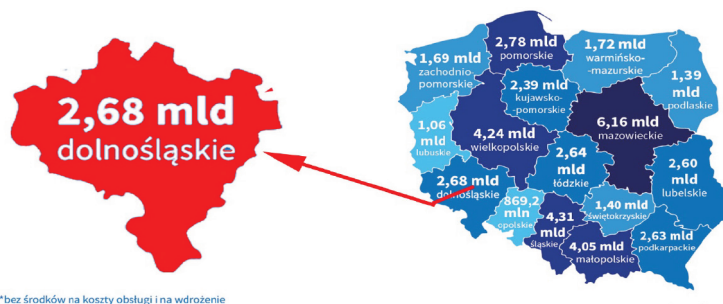 2,68 mld
dolnośląskie
2,78 mld
pomorskie
1,72 mld
warmińsko-
-mazurskie
1,69 mld
zachodnio-
pomorskie
1,39
mld
podlaskie
2,39 mld
kujawsko-
-pomorskie
6,16 mld
mazowieckie
1,06
mld
lubuskie
4,24 mld
wielkopolskie
2,64
mld
łódzkie
2,60
mld
lubelskie
2,68 mld
dolnośląskie
869,2
mln
opolskie
4,31
mld
śląskie
1,40 mld
świętokrzyskie
4,05 mld
małopolskie
2,63 mld
podkarpackie
*bez środków na koszty obsługi i na wdrożenie